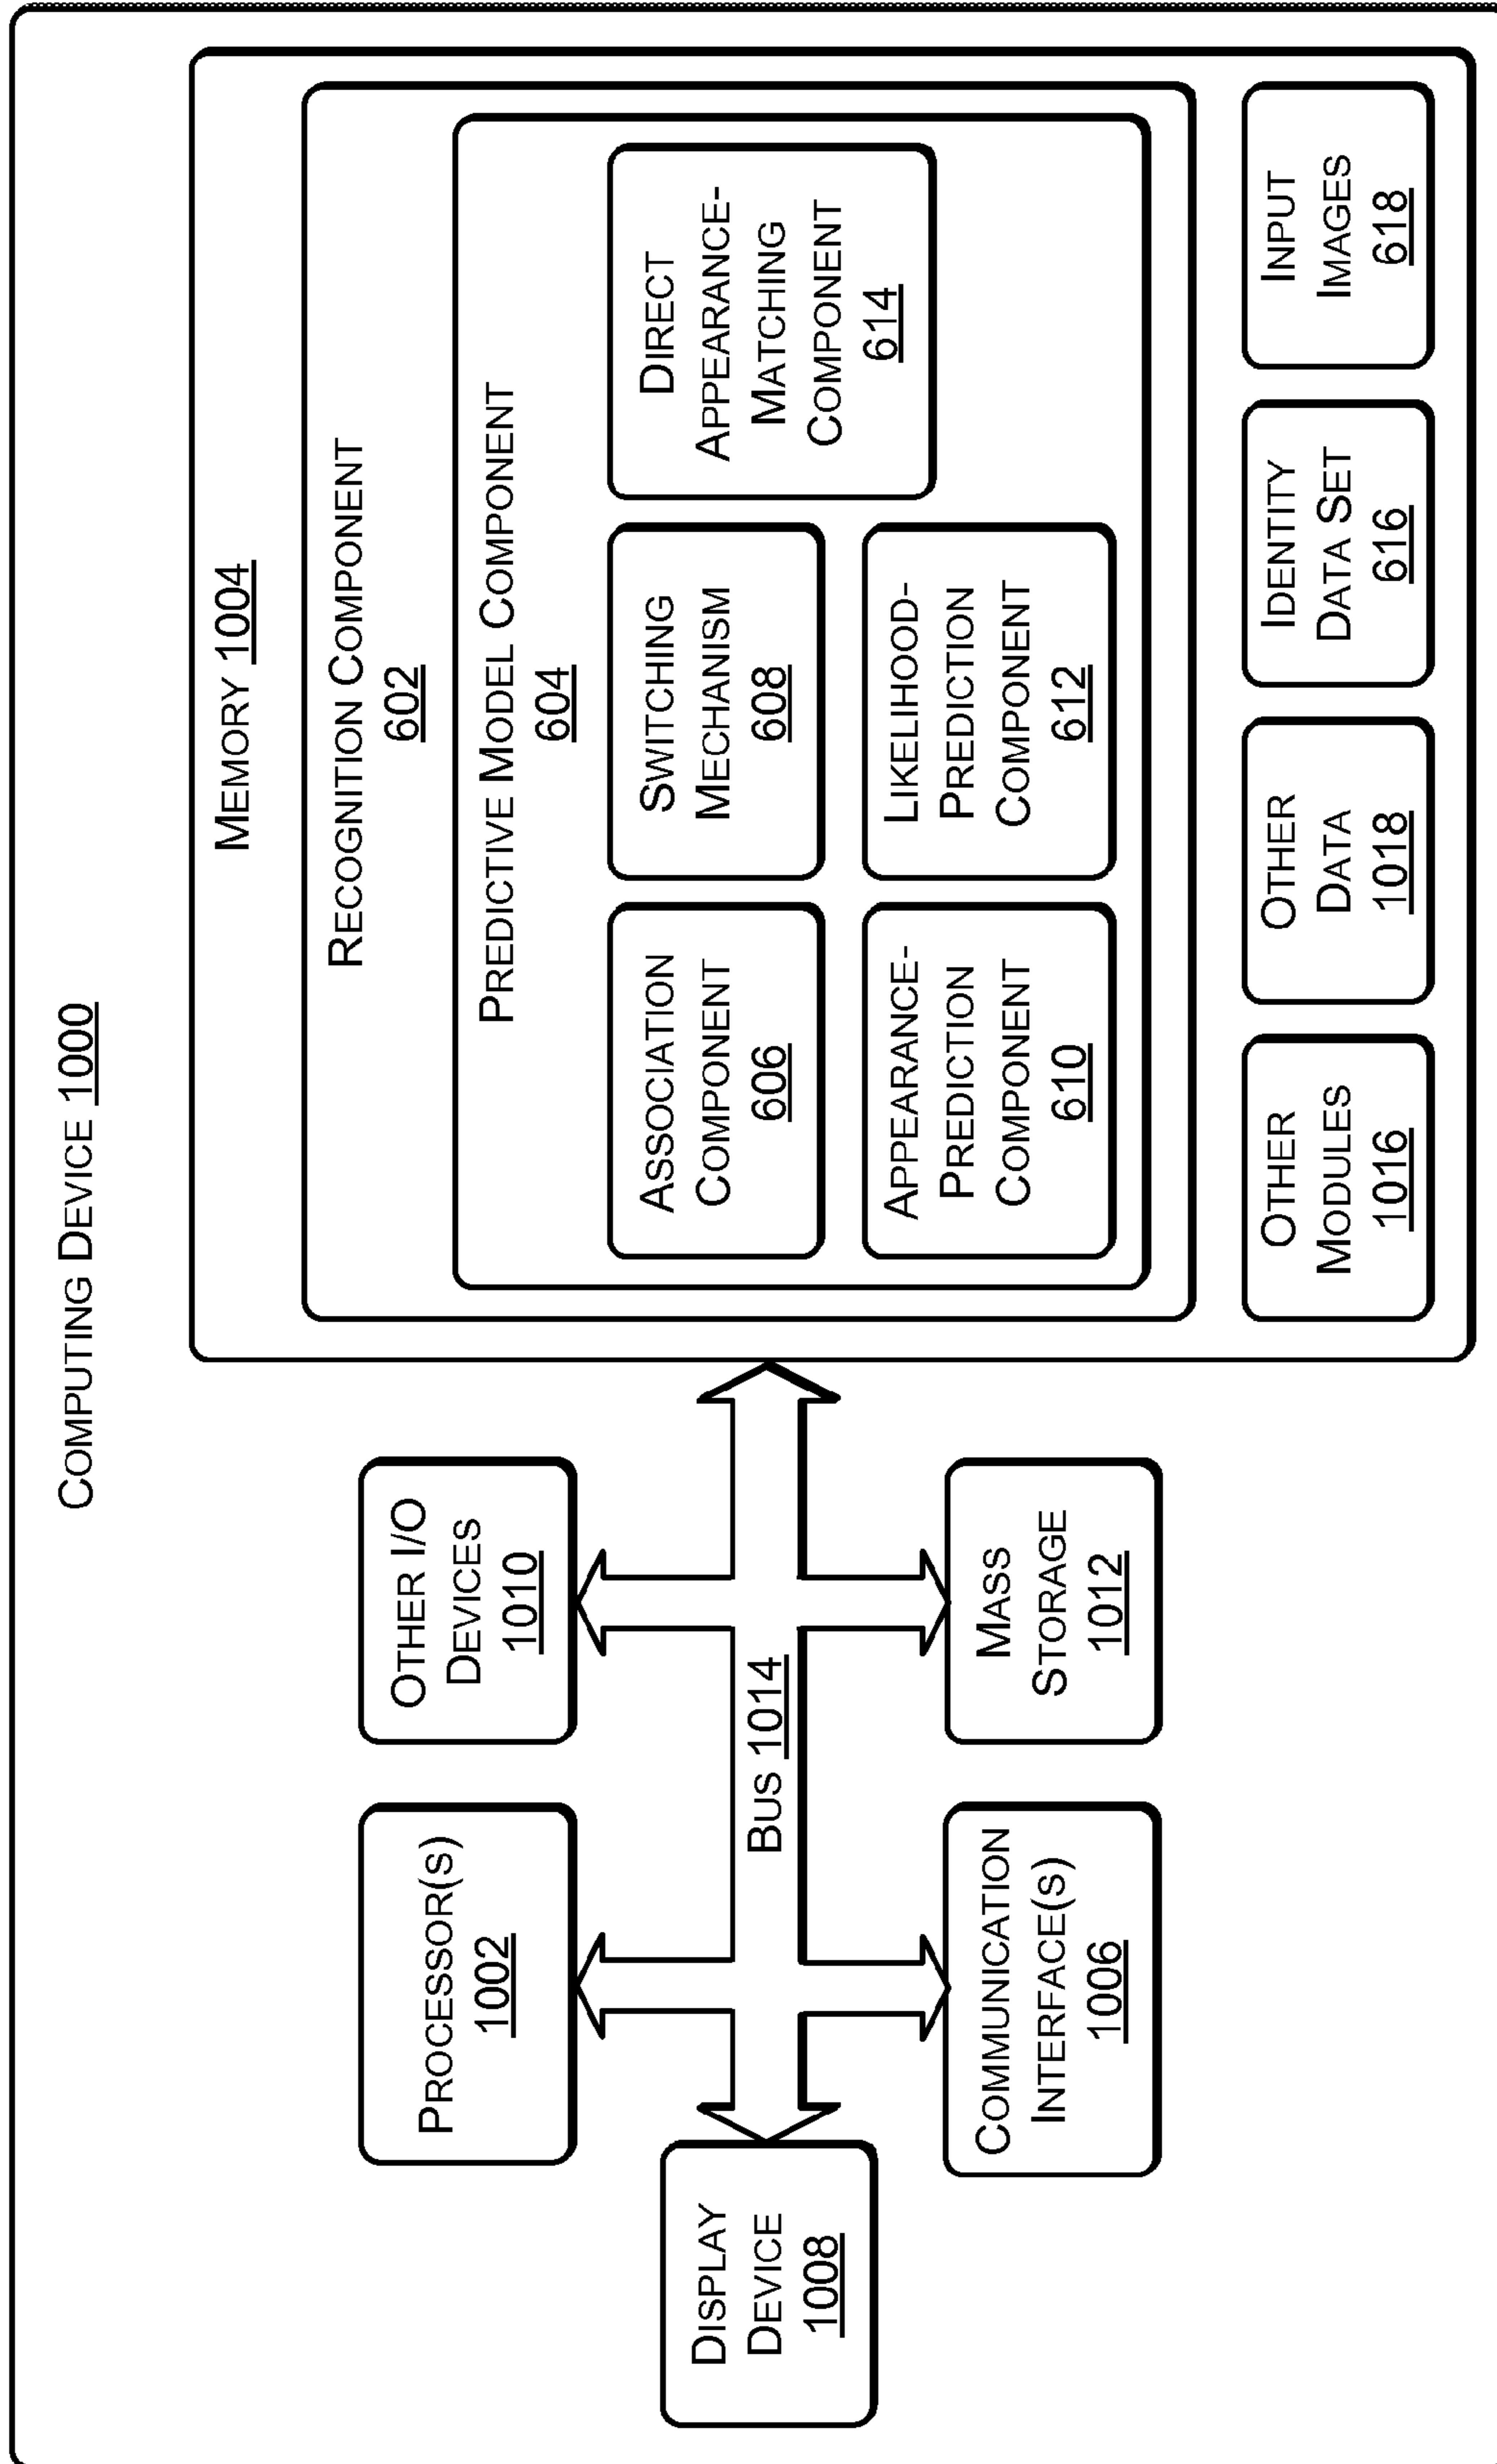 COMPUTING DEVICE 1000
PROCESSOR(S)
1002
OTHER I/O
DEVICES
1010
DISPLAY
DEVICE
1008
BUS 1014
COMMUNICATION
INTERFACE(S)
1006
MASS
STORAGE
1012
MEMORY 1004
RECOGNITION COMPONENT
602
PREDICTIVE MODEL COMPONENT
604
ASSOCIATION
COMPONENT
606
SWITCHING
MECHANISM
608
DIRECT
APPEARANCE-
MATCHING
COMPONENT
614
APPEARANCE-
PREDICTION
COMPONENT
610
LIKELIHOOD-
PREDICTION
COMPONENT
612
OTHER
MODULES
1016
OTHER
DATA
1018
IDENTITY
DATA SET
616
INPUT
IMAGES
618